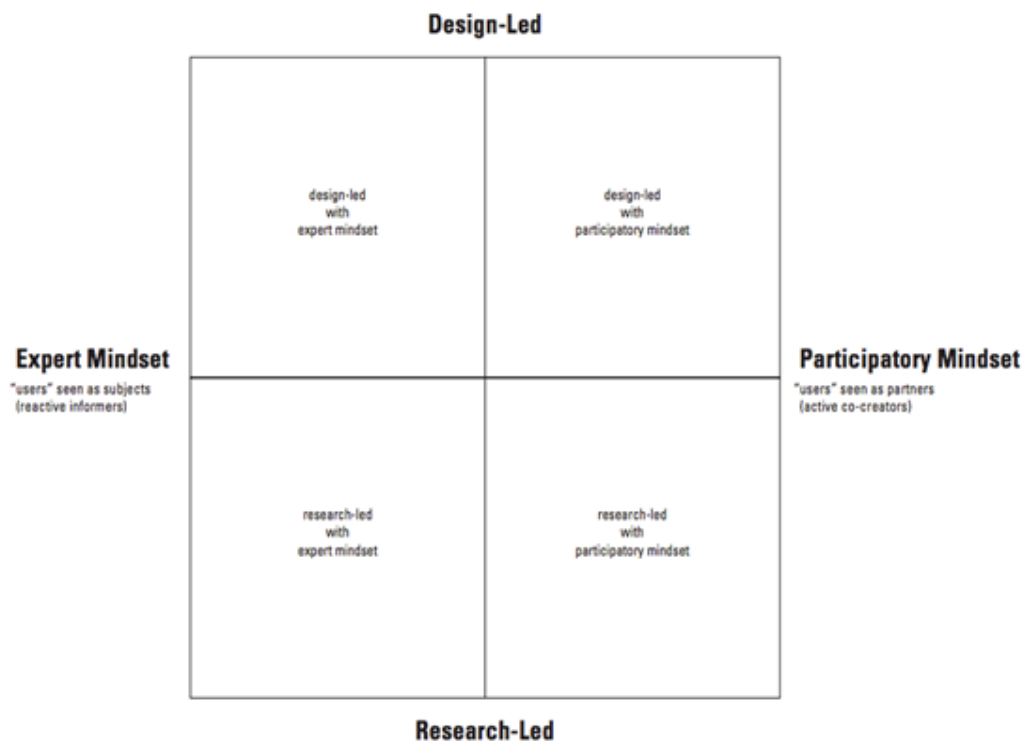 Design-Led
design-led
with
expert mindset
design-led
with
participatory mindset
Expert Mindset
"users" seen as subjects
(reactive informers)
Participatory Mindset
"users" seen as partners
(active co-creators)
research-led
with
expert mindset
research-led
with
participatory mindset
Research-Led